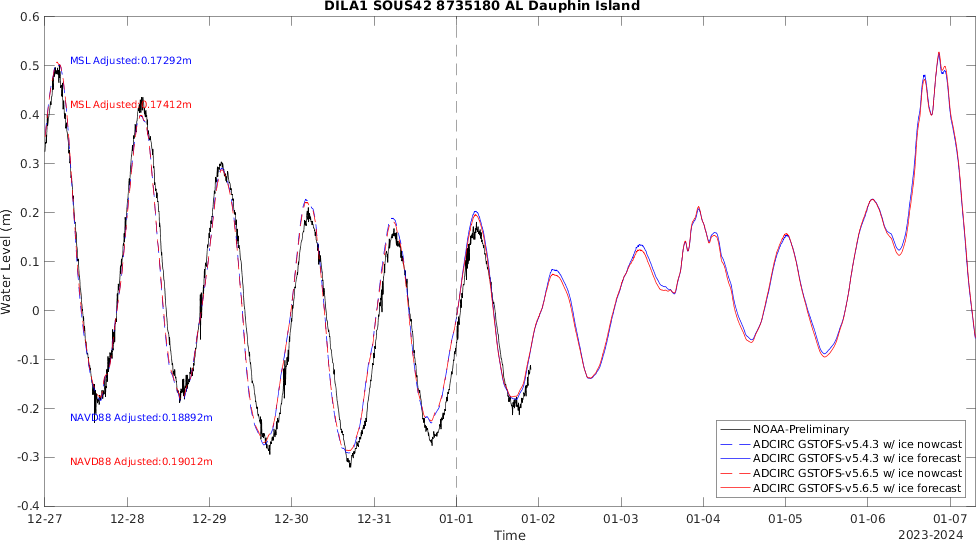 DILA1 SOUS42 8735180 AL Dauphin Island
0.6
0.5
0.4
0.3
0.2
0.1
0
-0.1
-0.2
-0.3
-0.4
Water Level (m)
MSL Adjusted:0.17292m
MSL Adjusted:0.17412m
NAVD88 Adjusted:0.18892m
NAVD88 Adjusted:0.19012m
NOAA-Preliminary
ADCIRC GSTOFS-v5.4.3 w/ ice nowcast
ADCIRC GSTOFS-v5.4.3 w/ ice forecast
ADCIRC GSTOFS-v5.6.5 w/ ice nowcast
ADCIRC GSTOFS-v5.6.5 w/ ice forecast
12-27 12-28 12-29 12-30 12-31 01-01 01-02 01-03 01-04 01-05 01-06 01-07
Time
2023-2024